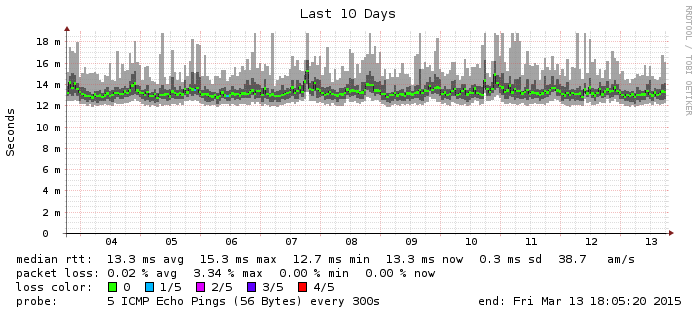 Last 10 Days
RRDTOOL / TOBI OETIKER
Seconds
18 m
16 m
14 m
12 m
10 m
8 m
6 m
4 m
2 m
0
04 05 06 07 08 09 10 11 12 13
median rtt: 13.3 ms avg 15.3 ms max 12.7 ms min 13.3 ms now 0.3 ms sd 38.7 am/s
packet loss: 0.02 % avg 3.34 % max 0.00 % min 0.00 % now
loss color: 0 1/5 2/5 3/5 4/5
probe: 5 ICMP Echo Pings (56 Bytes) every 300s end: Fri Mar 13 18:05:20 2015